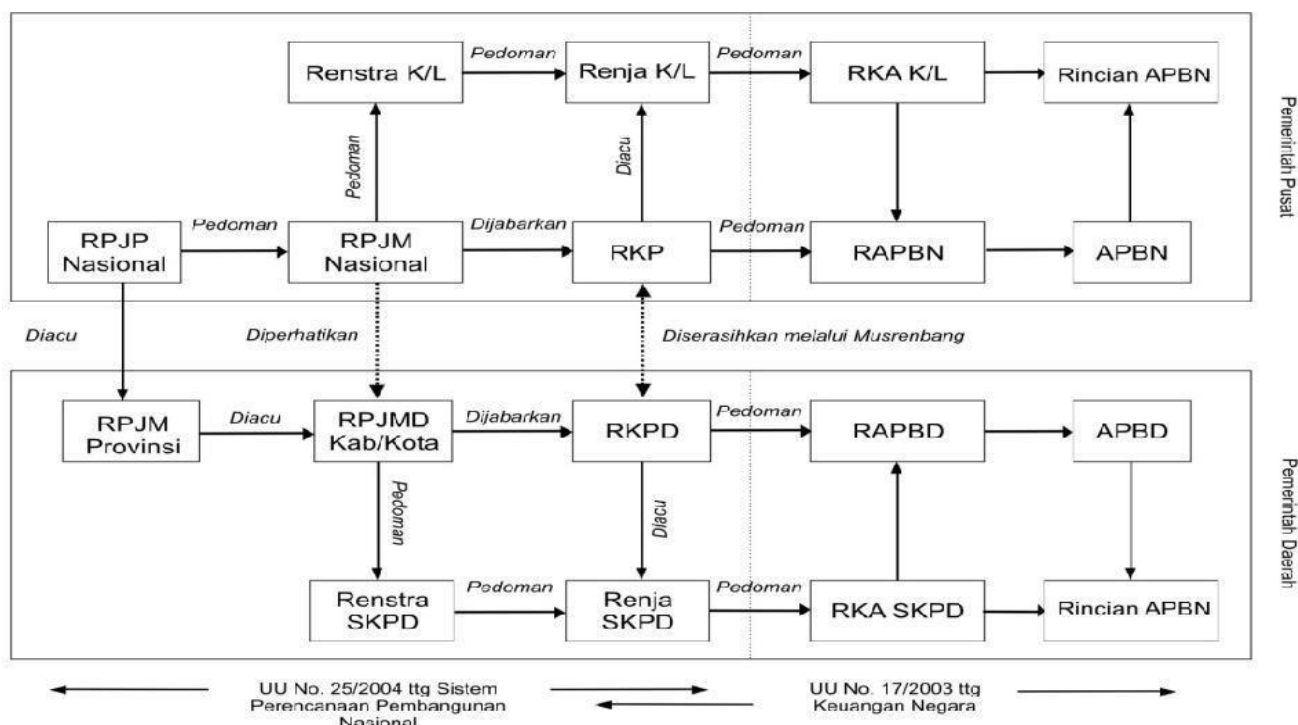 Pedoman
Pedoman
Renstra K/L
Renja K/L
RKA K/L
Rincian APBN
Pedoman
Diacu
Pemerintah Pusat
Pedoman
Dijabarkan
Pedoman
RPJP
Nasional
RPJM
Nasional
RKP
RAPBN
APBN
Diacu
Diperhatikan
Diserasihkan melalui Musrenbang
RPJM
Provinsi
Diacu
RPJMD
Kab/Kota
Dijabarkan
RKPD
Pedoman
RAPBD
APBD
Pedoman
Diacu
Pemerintah Daerah
Pedoman
Pedoman
Renstra
SKPD
Renja
SKPD
RKA SKPD
Rincian APBN
UU No. 25/2004 ttg Sistem
Perencanaan Pembangunan
Nasional
UU No. 17/2003 ttg
Keuangan Negara